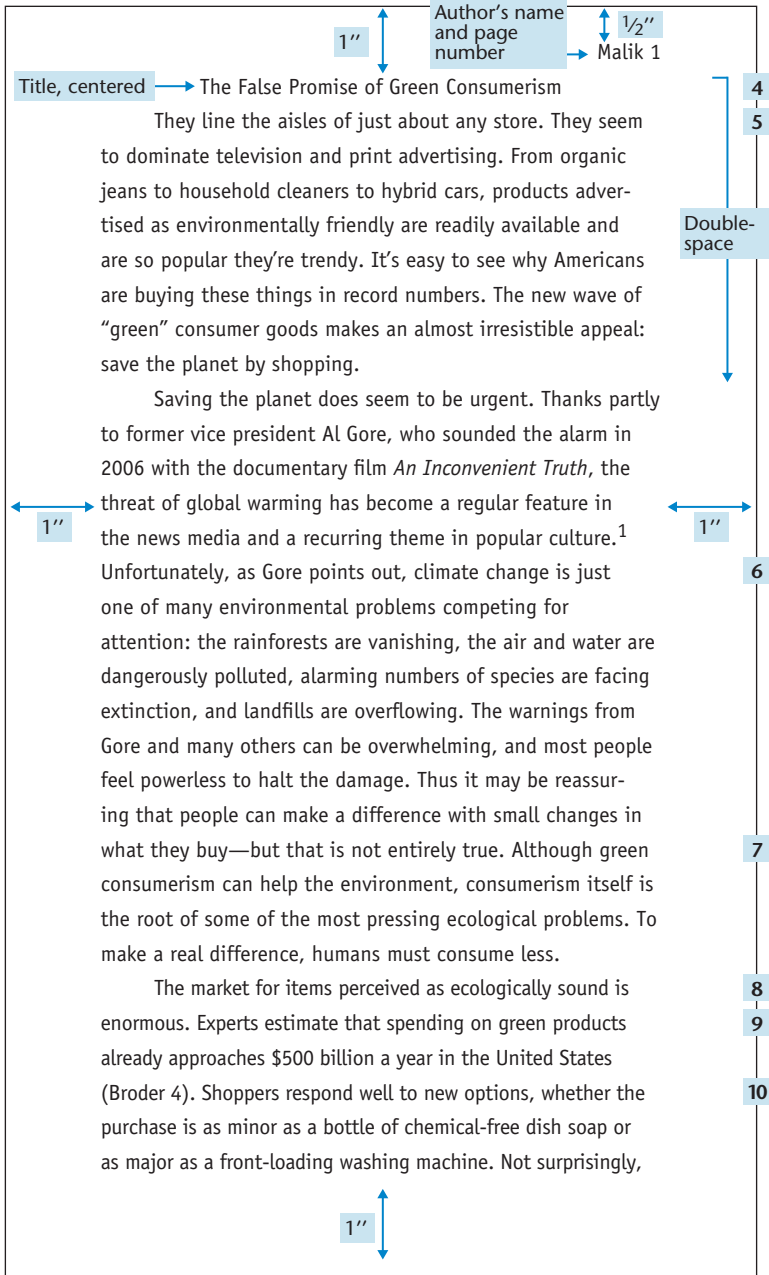 Author's name
and page
number
1″
½″
Malik 1
Title, centered
The False Promise of Green Consumerism
4
They line the aisles of just about any store. They seem
5
to dominate television and print advertising. From organic
jeans to household cleaners to hybrid cars, products adver-
tised as environmentally friendly are readily available and
Double-
space
are so popular they're trendy. It's easy to see why Americans
are buying these things in record numbers. The new wave of
“green” consumer goods makes an almost irresistible appeal:
save the planet by shopping.
Saving the planet does seem to be urgent. Thanks partly
to former vice president Al Gore, who sounded the alarm in
2006 with the documentary film An Inconvenient Truth, the
threat of global warming has become a regular feature in
1″
1″
the news media and a recurring theme in popular culture.1
Unfortunately, as Gore points out, climate change is just
6
one of many environmental problems competing for
attention: the rainforests are vanishing, the air and water are
dangerously polluted, alarming numbers of species are facing
extinction, and landfills are overflowing. The warnings from
Gore and many others can be overwhelming, and most people
feel powerless to halt the damage. Thus it may be reassur-
ing that people can make a difference with small changes in
what they buy—but that is not entirely true. Although green
7
consumerism can help the environment, consumerism itself is
the root of some of the most pressing ecological problems. To
make a real difference, humans must consume less.
The market for items perceived as ecologically sound is
8
enormous. Experts estimate that spending on green products
9
already approaches $500 billion a year in the United States
(Broder 4). Shoppers respond well to new options, whether the
10
purchase is as minor as a bottle of chemical-free dish soap or
as major as a front-loading washing machine. Not surprisingly,
1″